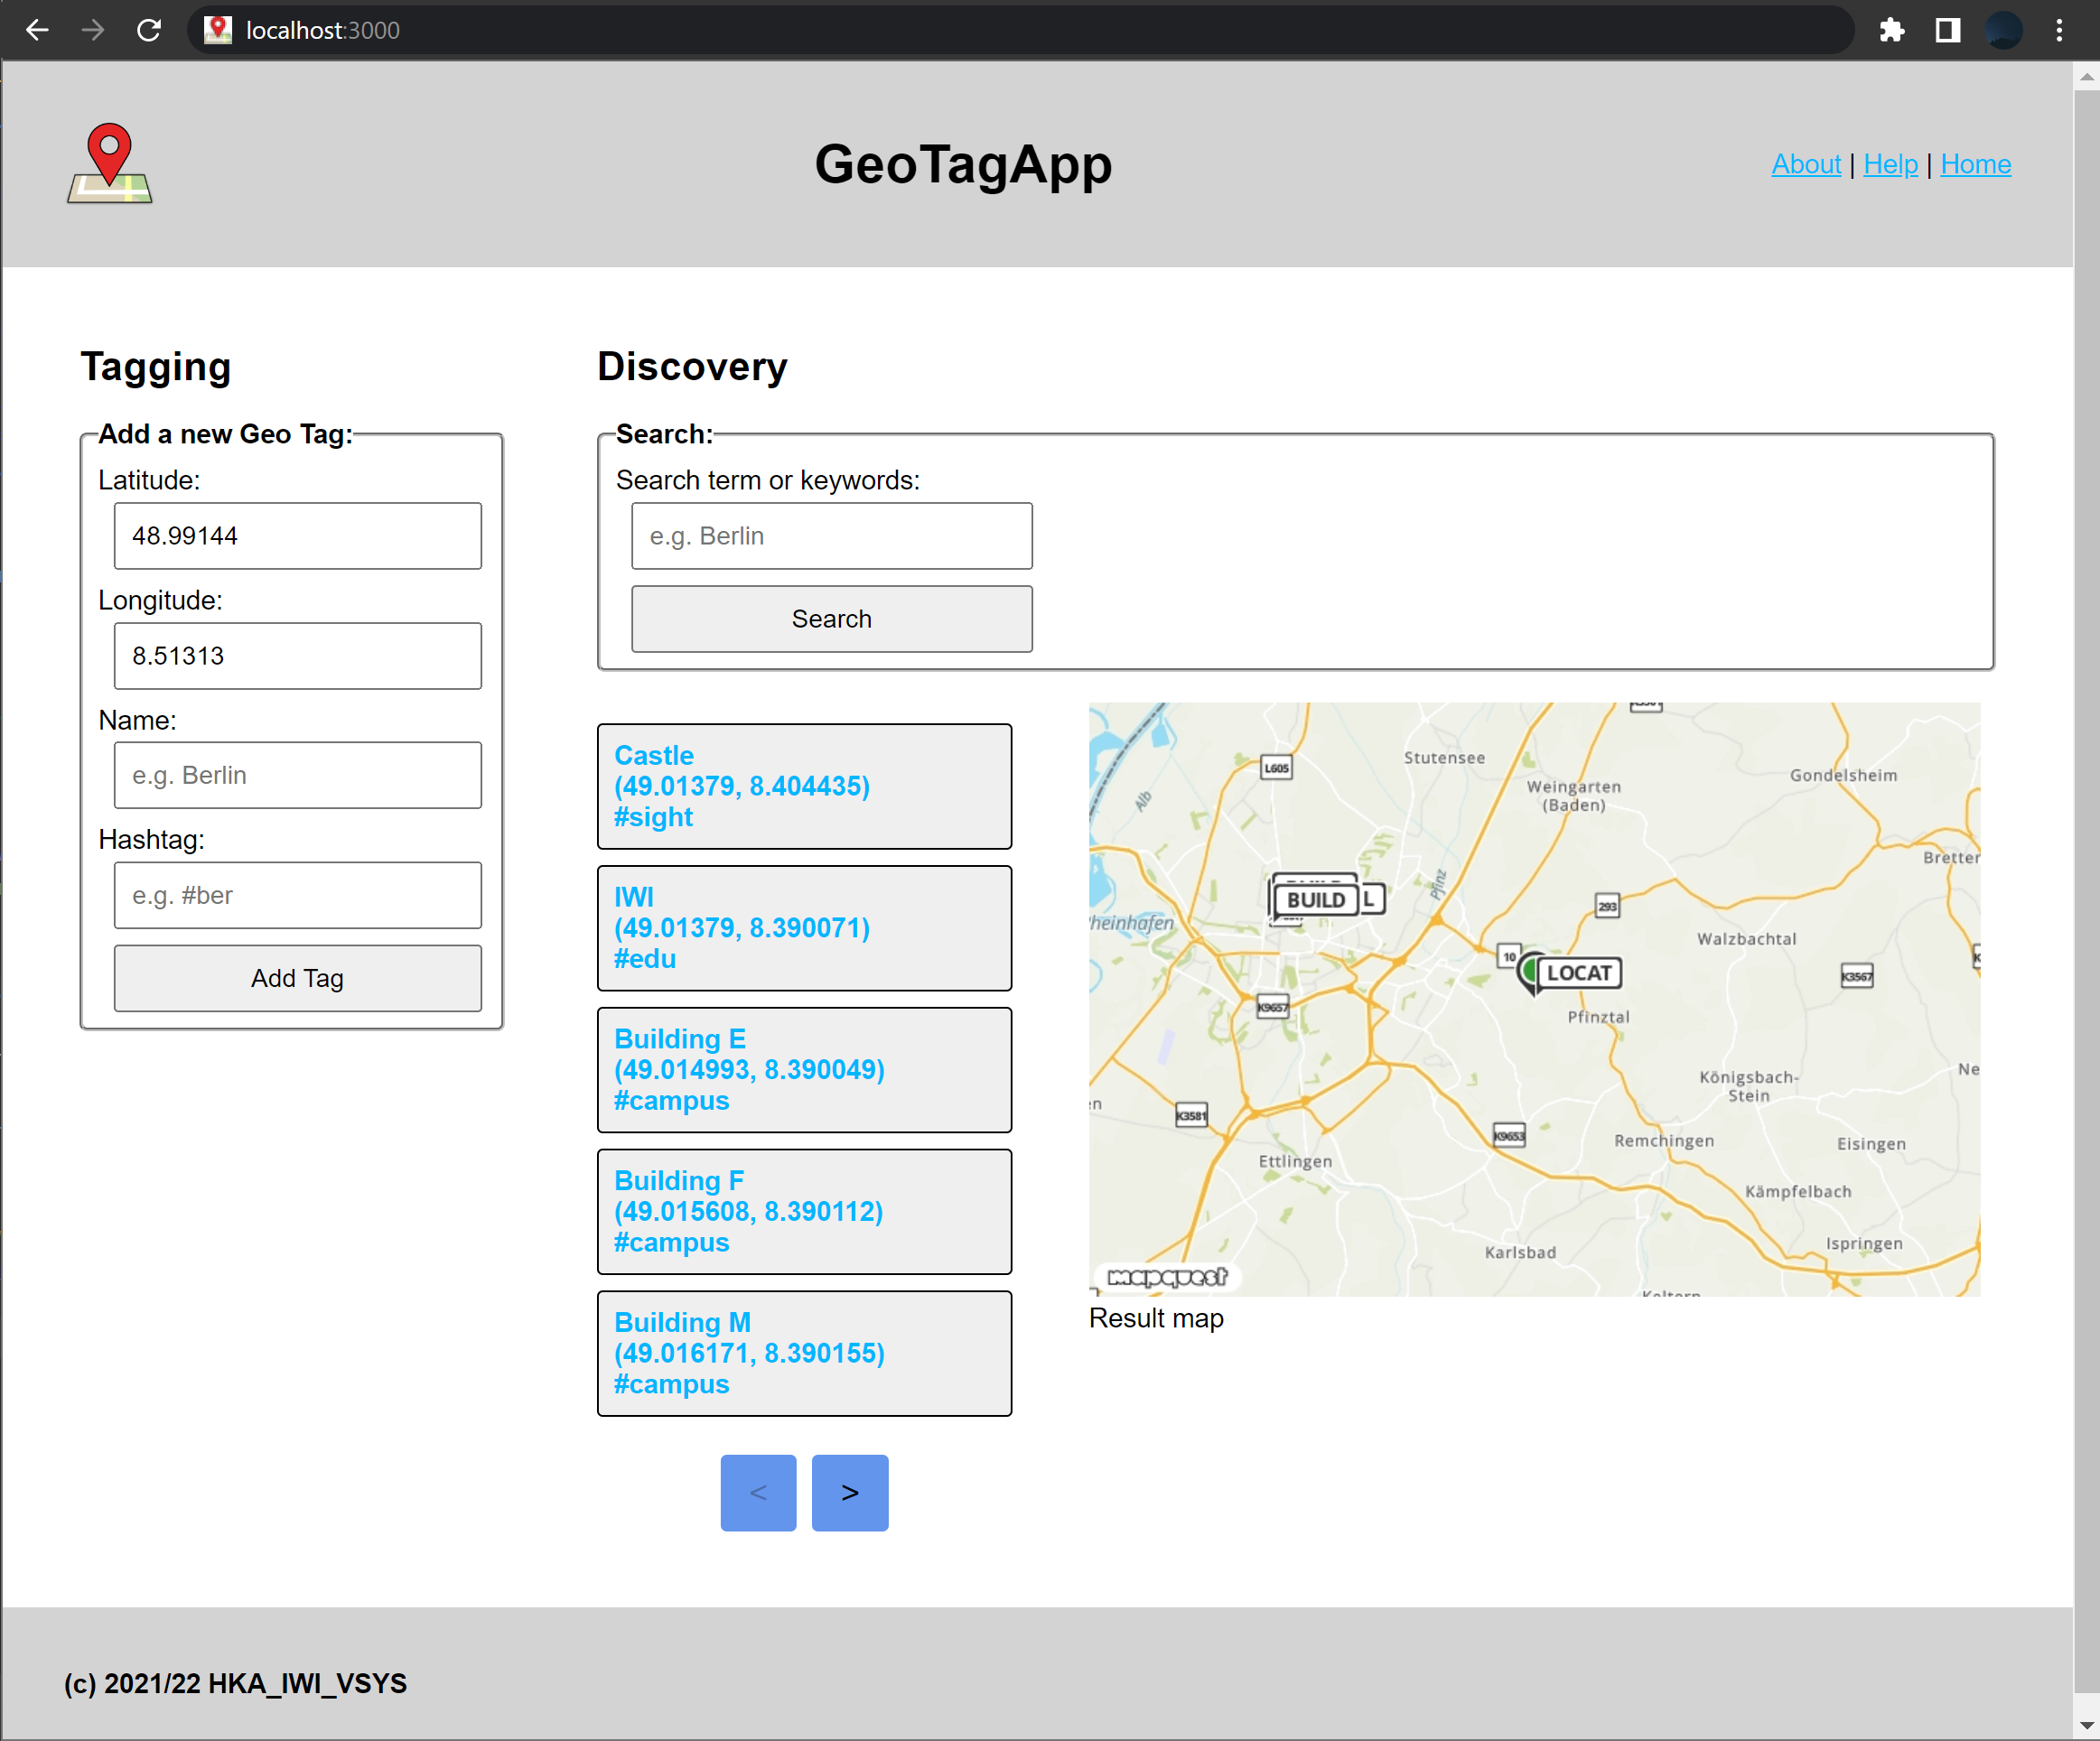 localhost:3000
GeoTagApp
About | Help | Home
Tagging
Add a new Geo Tag:
Latitude:
48.99144
Longitude:
8.51313
Name:
e.g. Berlin
Hashtag:
e.g. #ber
Add Tag
Discovery
Search:
Search term or keywords:
e.g. Berlin
Search
Castle
(49.01379, 8.404435)
#sight
IWI
(49.01379, 8.390071)
#edu
Building E
(49.014993, 8.390049)
#campus
Building F
(49.015608, 8.390112)
#campus
Building M
(49.016171, 8.390155)
#campus
<
>
Stutensee
L605
Gondelsheim
Weingarten
(Baden)
Alb
Bretten
Pfinz
BUILD
L
293
heinhafen
Walzbachtal
10
LOCAT
K3567
K9657
Pfinztal
Ne
Königsbach-
Stein
en
K3581
K9653
Remchingen
Eisingen
Ettlingen
Kämpfelbach
Ispringen
Karlsbad
mapquest
Keltern
Result map
(c) 2021/22 HKA_IWI_VSYS